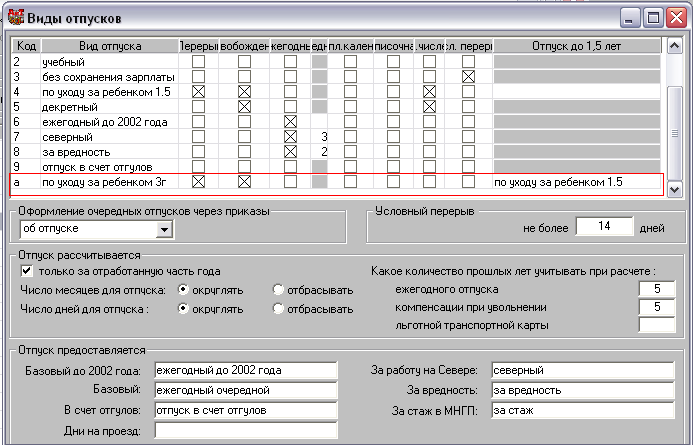 Виды отпусков
Код Вид отпуска Перерыв вобожден жегодны едн пл.кален писочна .числе сл. переры Отпуск до 1,5 лет
2 учебный
3 без сохранения зарплаты
4 по уходу за ребенком 1.5
5 декретный
6 ежегодный до 2002 года
7 северный 3
8 за вредность 2
9 отпуск в счет отгулов
а по уходу за ребенком 3г по уходу за ребенком 1.5
Оформление очередных отпусков через приказы
об отпуске
Условный перерыв
не более 14 дней
Отпуск рассчитывается
только за отработанную часть года
Число месяцев для отпуска: округлять отбрасывать
Число дней для отпуска : округлять отбрасывать
Какое количество прошлых лет учитывать при расчете :
ежегодного отпуска 5
компенсации при увольнении 5
льготной транспортной карты
Отпуск предоставляется
Базовый до 2002 года: ежегодный до 2002 года
Базовый: ежегодный очередной
В счет отгулов: отпуск в счет отгулов
Дни на проезд:
За работу на Севере: северный
За вредность: за вредность
За стаж в МНГП: за стаж